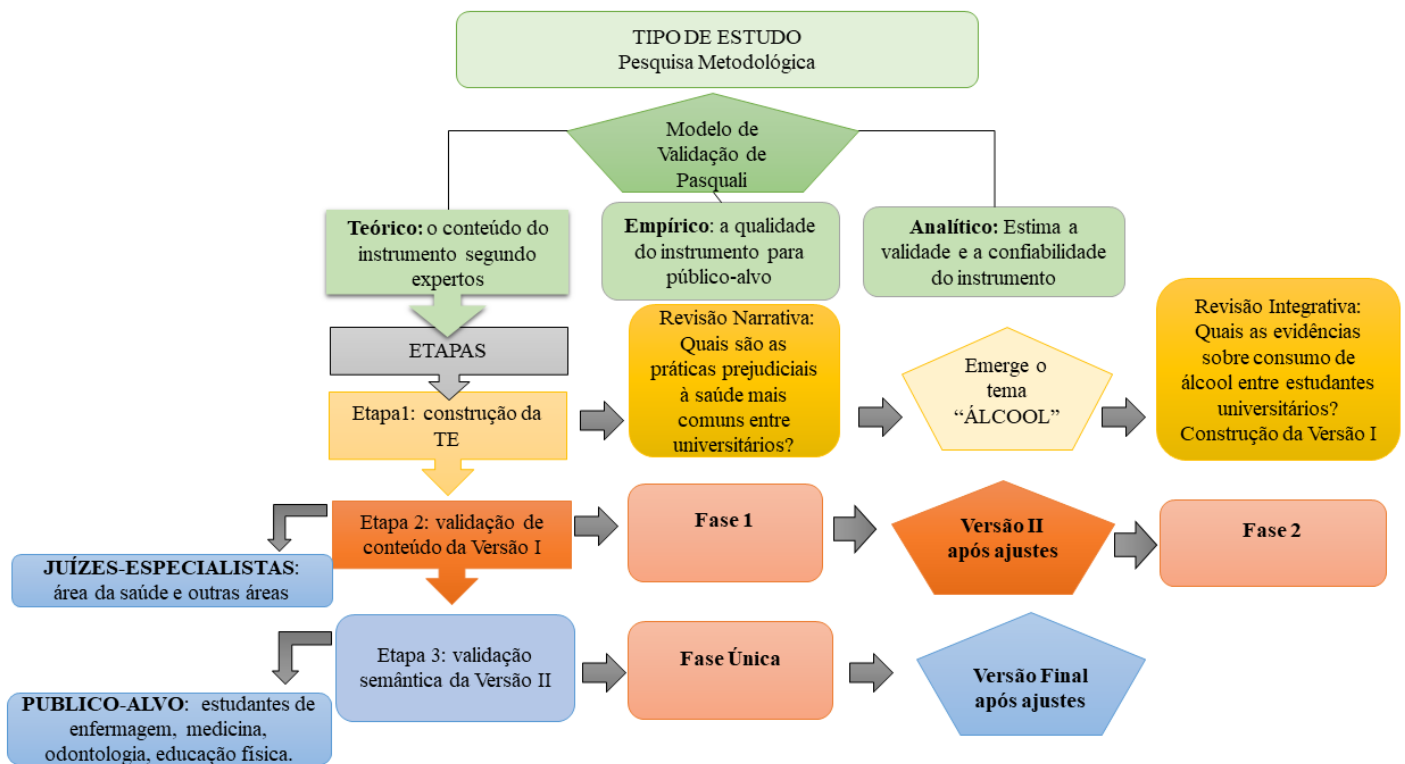 TIPO DE ESTUDO
Pesquisa Metodológica
Modelo de
Validação de
Pasquali
Teórico: o conteúdo do
instrumento segundo
expertos
Empírico: a qualidade
do instrumento para
público-alvo
Analítico: Estima a
validade e a confiabilidade
do instrumento
ETAPAS
Etapa1: construção da
TE
Revisão Narrativa:
Quais são as
práticas prejudiciais
à saúde mais
comuns entre
universitários?
Emerge o
tema
“ÁLCOOL”
Revisão Integrativa:
Quais as evidências
sobre consumo de
álcool entre estudantes
universitários?
Construção da Versão I
Etapa 2: validação de
conteúdo da Versão I
Fase 1
Versão II
após ajustes
Fase 2
JUÍZES-ESPECIALISTAS:
área da saúde e outras áreas
Etapa 3: validação
semântica da Versão II
Fase Única
Versão Final
após ajustes
PUBLICO-ALVO: estudantes de
enfermagem, medicina,
odontologia, educação física.